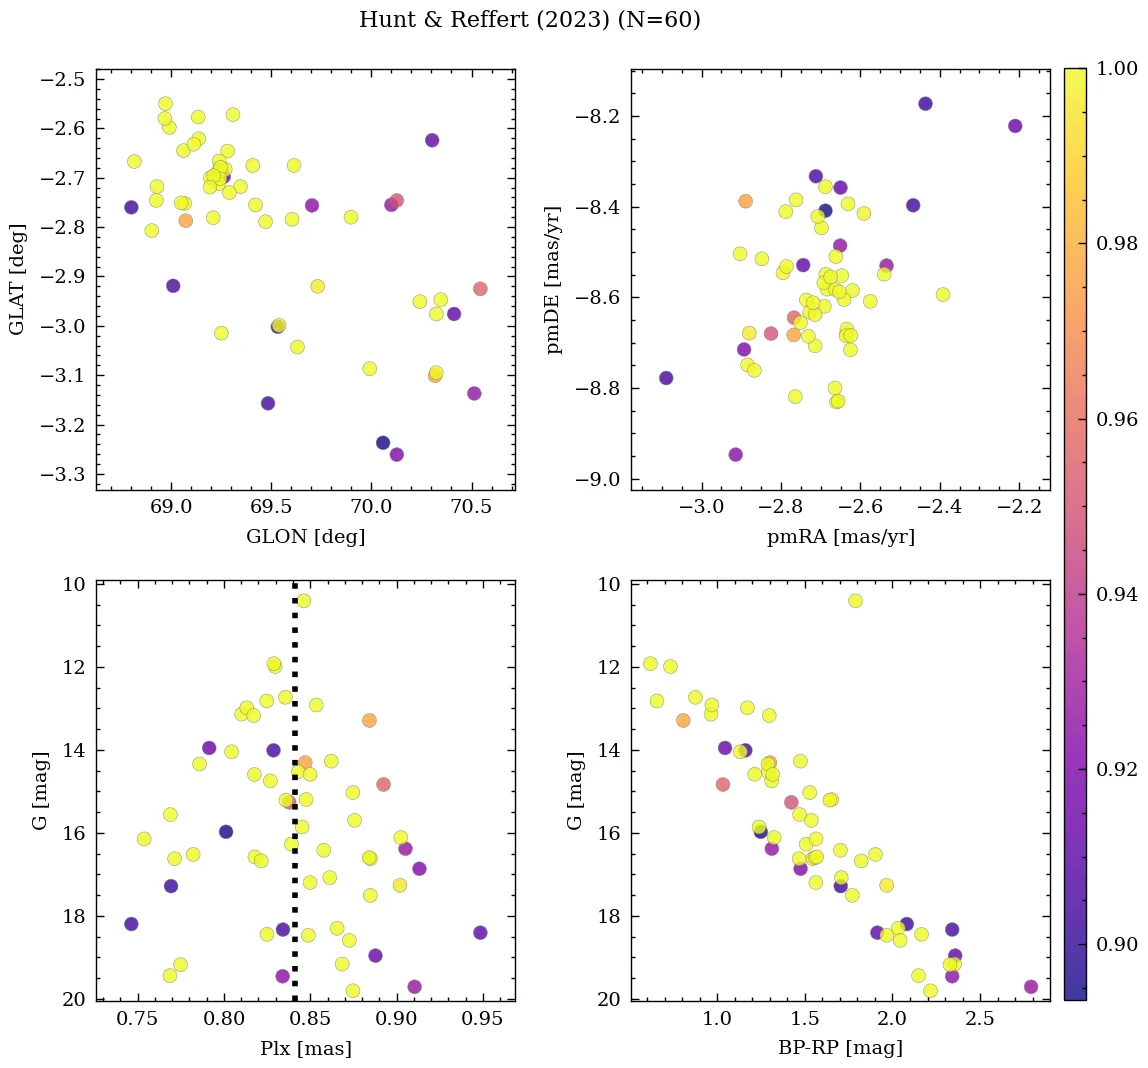 Hunt & Reffert (2023) (N=60)
−2.5
−2.6
−2.7
−2.8
−2.9
−3.0
−3.1
−3.2
−3.3
GLAT [deg]
69.0 69.5 70.0 70.5
GLON [deg]
−8.2
−8.4
−8.6
−8.8
−9.0
pmDE [mas/yr]
−3.0 −2.8 −2.6 −2.4 −2.2
pmRA [mas/yr]
10
12
14
16
18
20
G [mag]
0.75 0.80 0.85 0.90 0.95
Plx [mas]
10
12
14
16
18
20
G [mag]
1.0 1.5 2.0 2.5
BP-RP [mag]
1.00
0.98
0.96
0.94
0.92
0.90